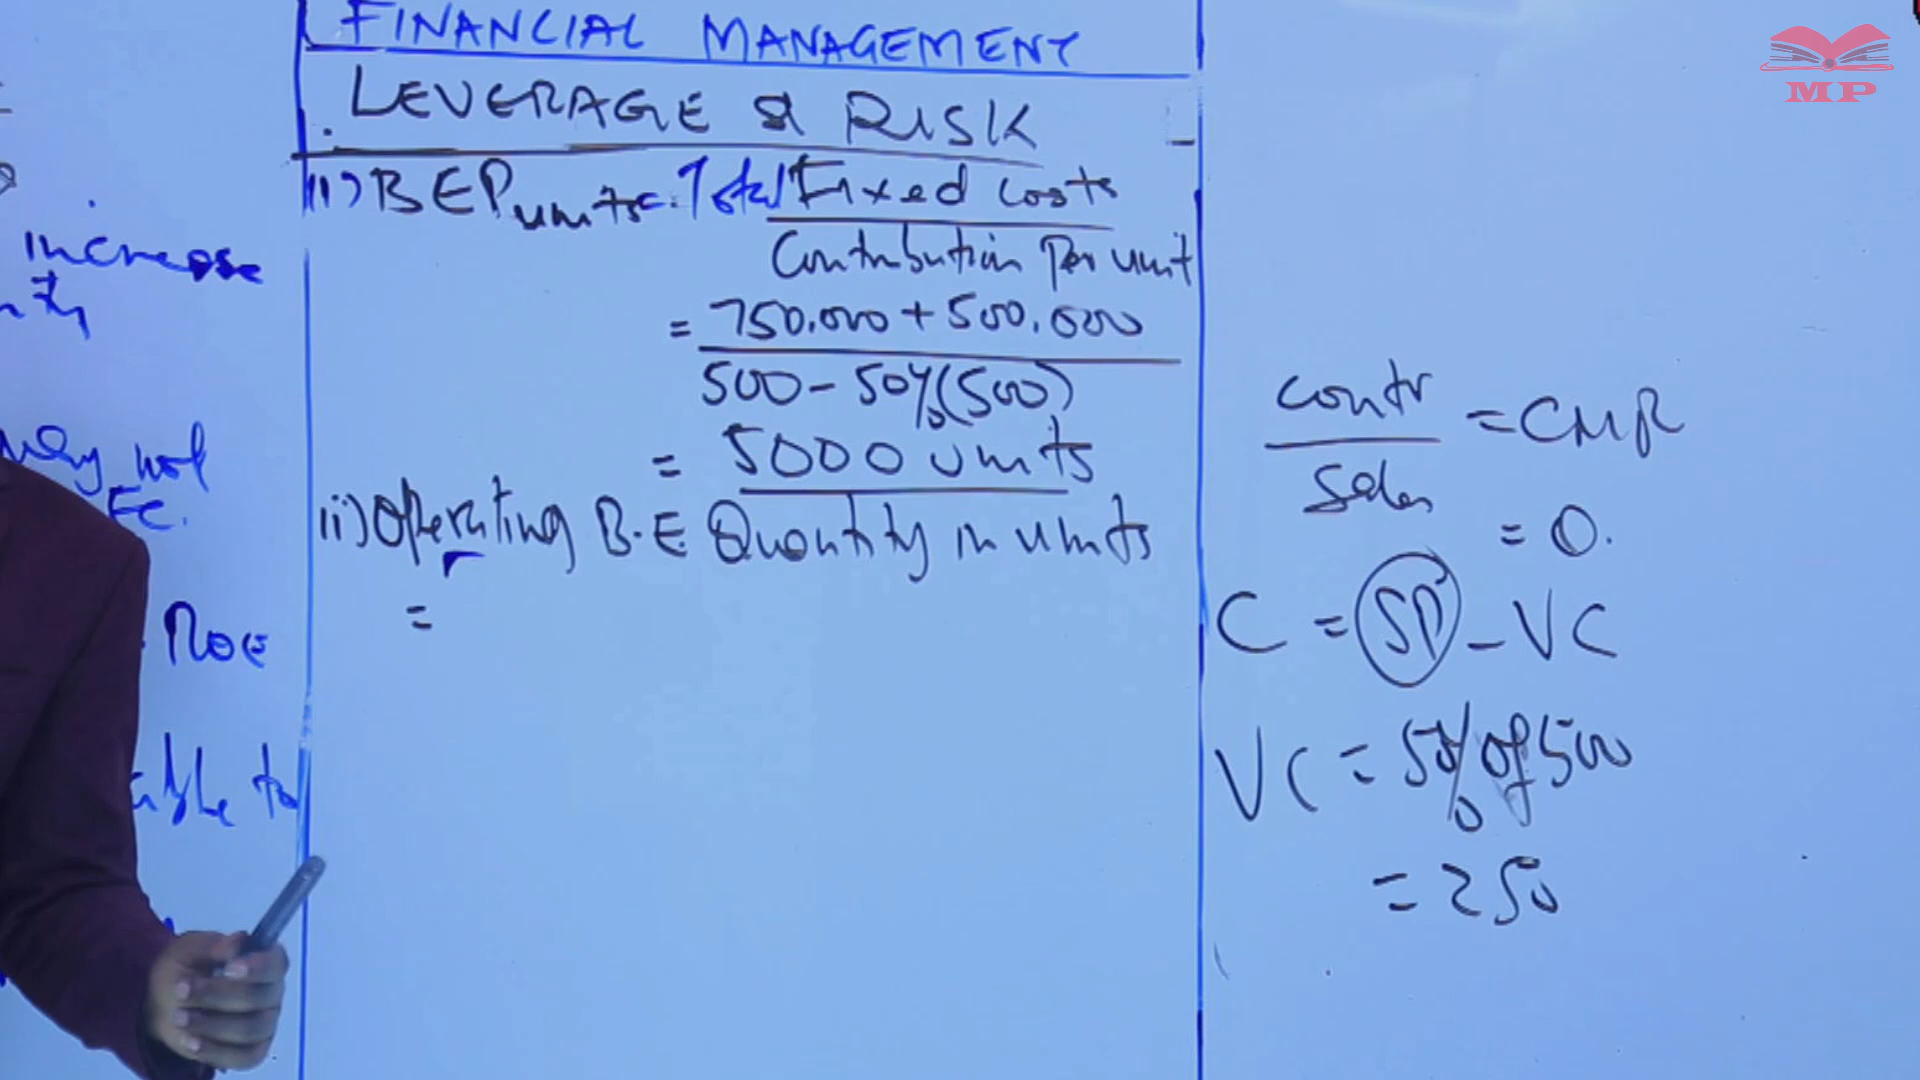 FINANCIAL MANAGEMENT
LEVERAGE & RISK
ii) BEP units = Total Fixed costs
Contribution per unit
= 750.000 + 500.000
500 - 50%(500)
= 5000 units
ii) Operating B.E. Quantity in units
=
increase
not
FC.
ROE
to
contr
= CMR
Sales
= 0.
C = SP - VC
VC = 50% of 500
= 250
MP